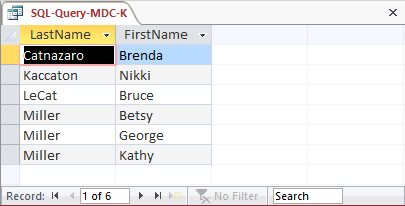 SQL-Query-MDC-K
LastName FirstName
Catnazaro Brenda
Kaccaton Nikki
LeCat Bruce
Miller Betsy
Miller George
Miller Kathy
Record: 1 of 6 No Filter Search